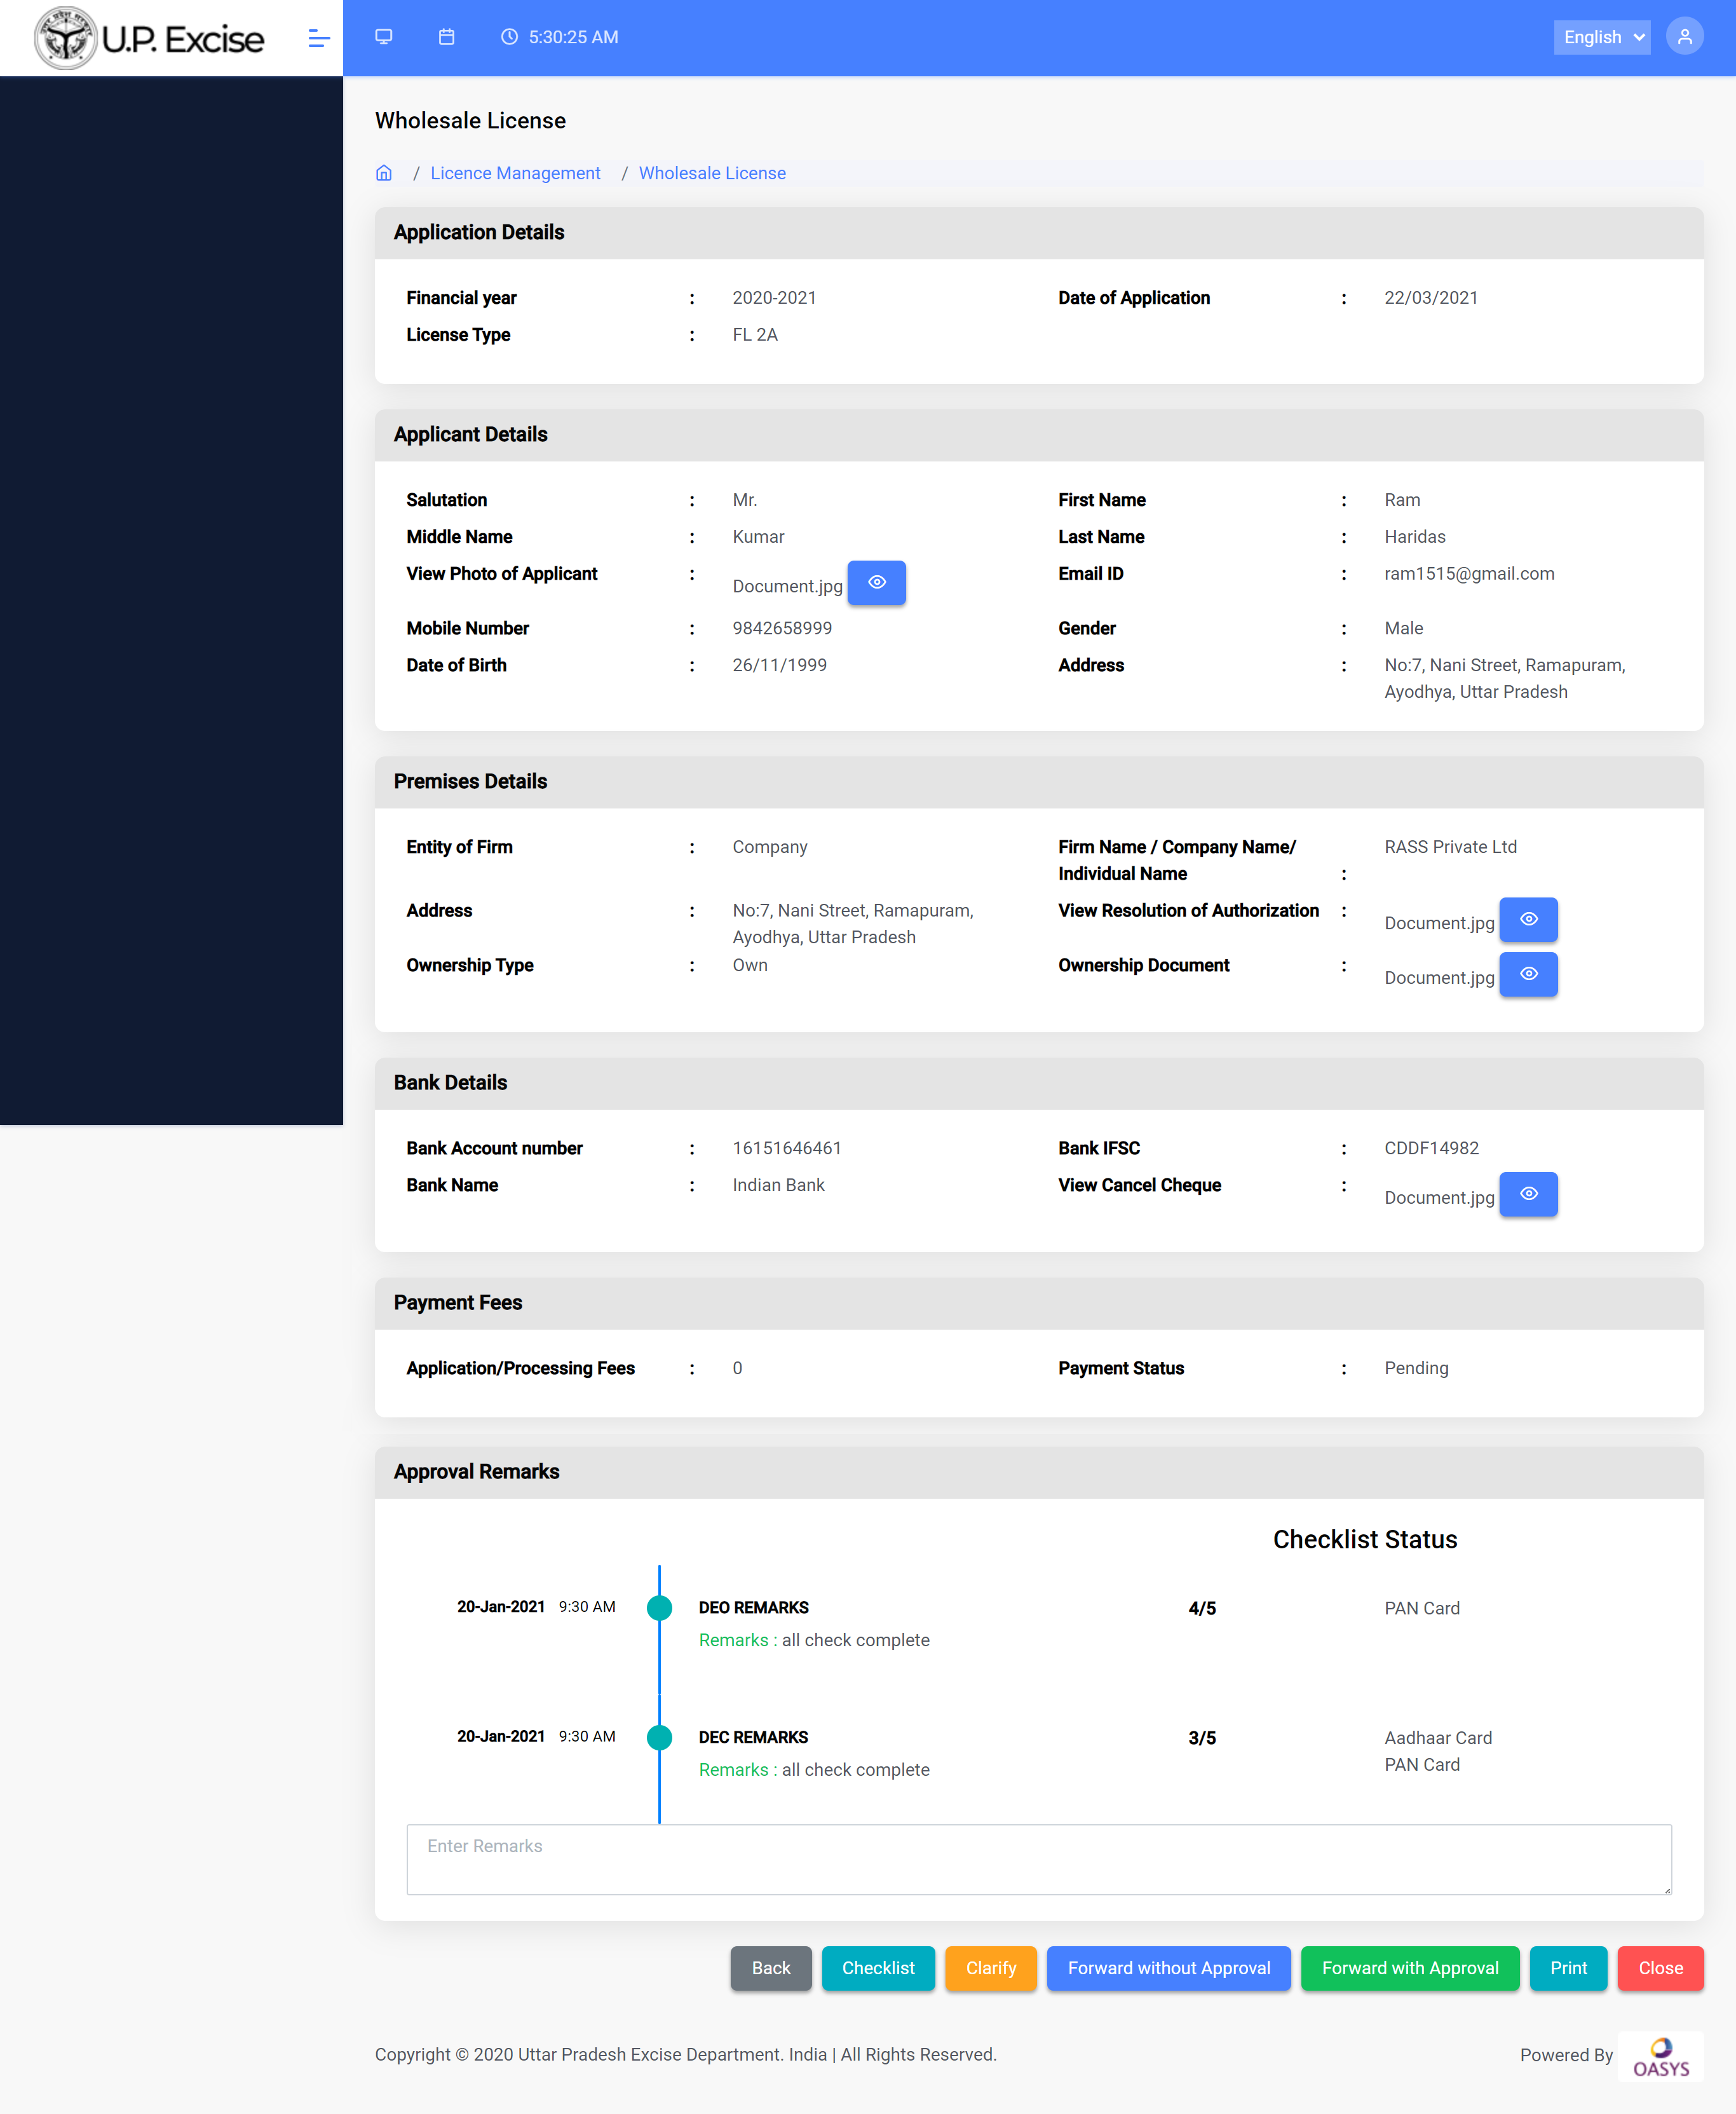 U.P. Excise
5:30:25 AM
English
Wholesale License
/ Licence Management / Wholesale License
Application Details
Financial year : 2020-2021 Date of Application : 22/03/2021
License Type : FL 2A
Applicant Details
Salutation : Mr. First Name : Ram
Middle Name : Kumar Last Name : Haridas
View Photo of Applicant : Document.jpg Email ID : ram1515@gmail.com
Mobile Number : 9842658999 Gender : Male
Date of Birth : 26/11/1999 Address : No:7, Nani Street, Ramapuram,
Ayodhya, Uttar Pradesh
Premises Details
Entity of Firm : Company Firm Name / Company Name/ RASS Private Ltd
Individual Name :
Address : No:7, Nani Street, Ramapuram, View Resolution of Authorization : Document.jpg
Ayodhya, Uttar Pradesh
Ownership Type : Own Ownership Document : Document.jpg
Bank Details
Bank Account number : 16151646461 Bank IFSC : CDDF14982
Bank Name : Indian Bank View Cancel Cheque : Document.jpg
Payment Fees
Application/Processing Fees : 0 Payment Status : Pending
Approval Remarks
Checklist Status
20-Jan-2021 9:30 AM DEO REMARKS 4/5 PAN Card
Remarks : all check complete
20-Jan-2021 9:30 AM DEC REMARKS 3/5 Aadhaar Card
PAN Card
Remarks : all check complete
Enter Remarks
Back Checklist Clarify Forward without Approval Forward with Approval Print Close
Copyright © 2020 Uttar Pradesh Excise Department. India | All Rights Reserved. Powered By OASYS